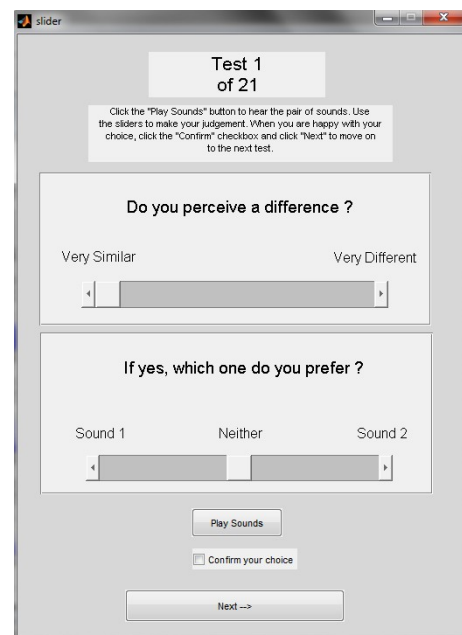 slider
Test 1
of 21
Click the "Play Sounds" button to hear the pair of sounds. Use
the sliders to make your judgement. When you are happy with your
choice, click the "Confirm" checkbox and click "Next" to move on
to the next test.
Do you perceive a difference ?
Very Similar Very Different
If yes, which one do you prefer ?
Sound 1 Neither Sound 2
Play Sounds
Confirm your choice
Next -->